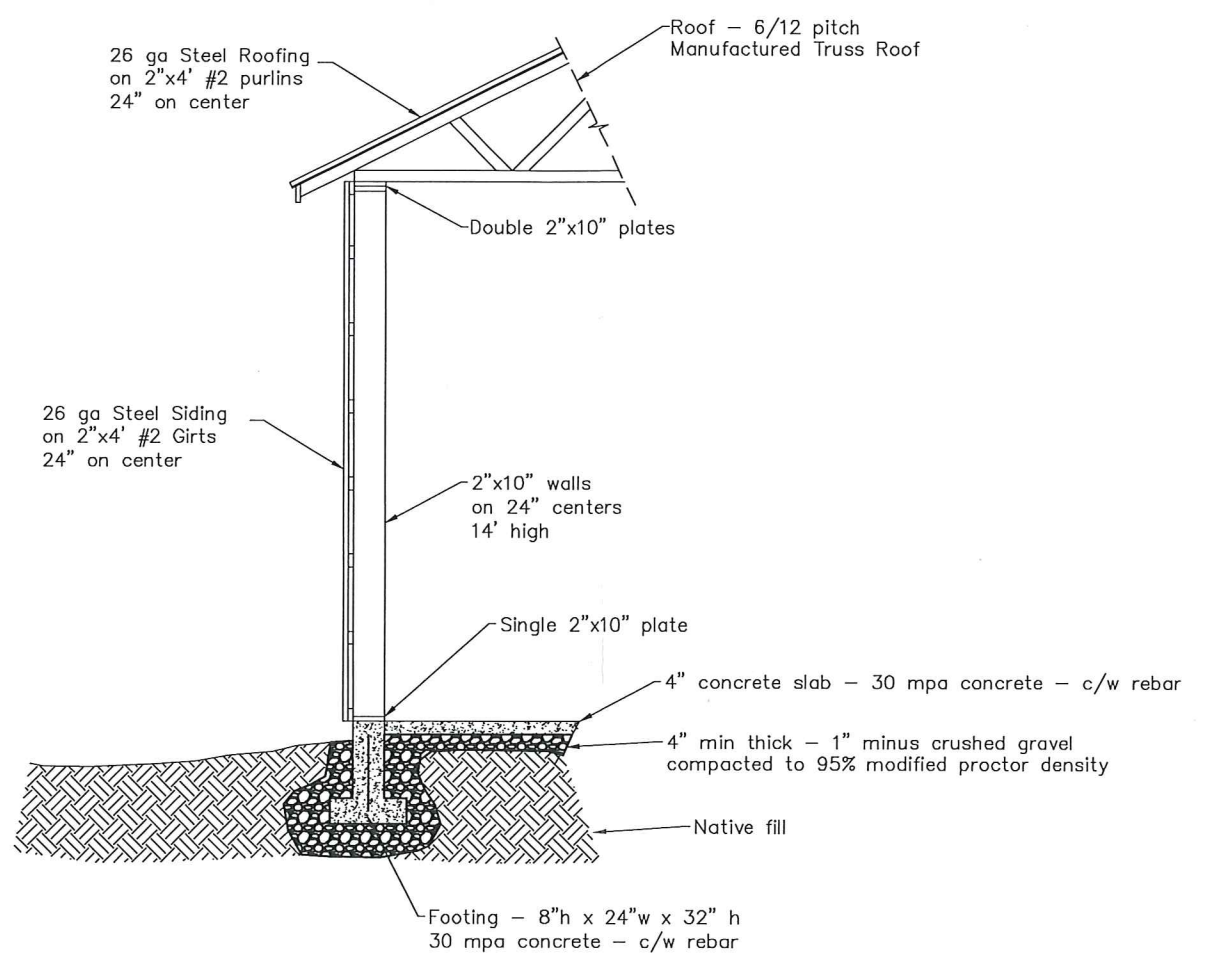 Roof – 6/12 pitch
Manufactured Truss Roof
26 ga Steel Roofing
on 2"x4' #2 purlins
24" on center
Double 2"x10" plates
26 ga Steel Siding
on 2"x4' #2 Girts
24" on center
2"x10" walls
on 24" centers
14' high
Single 2"x10" plate
4" concrete slab – 30 mpa concrete – c/w rebar
4" min thick – 1" minus crushed gravel
compacted to 95% modified proctor density
Native fill
Footing – 8"h x 24"w x 32" h
30 mpa concrete – c/w rebar